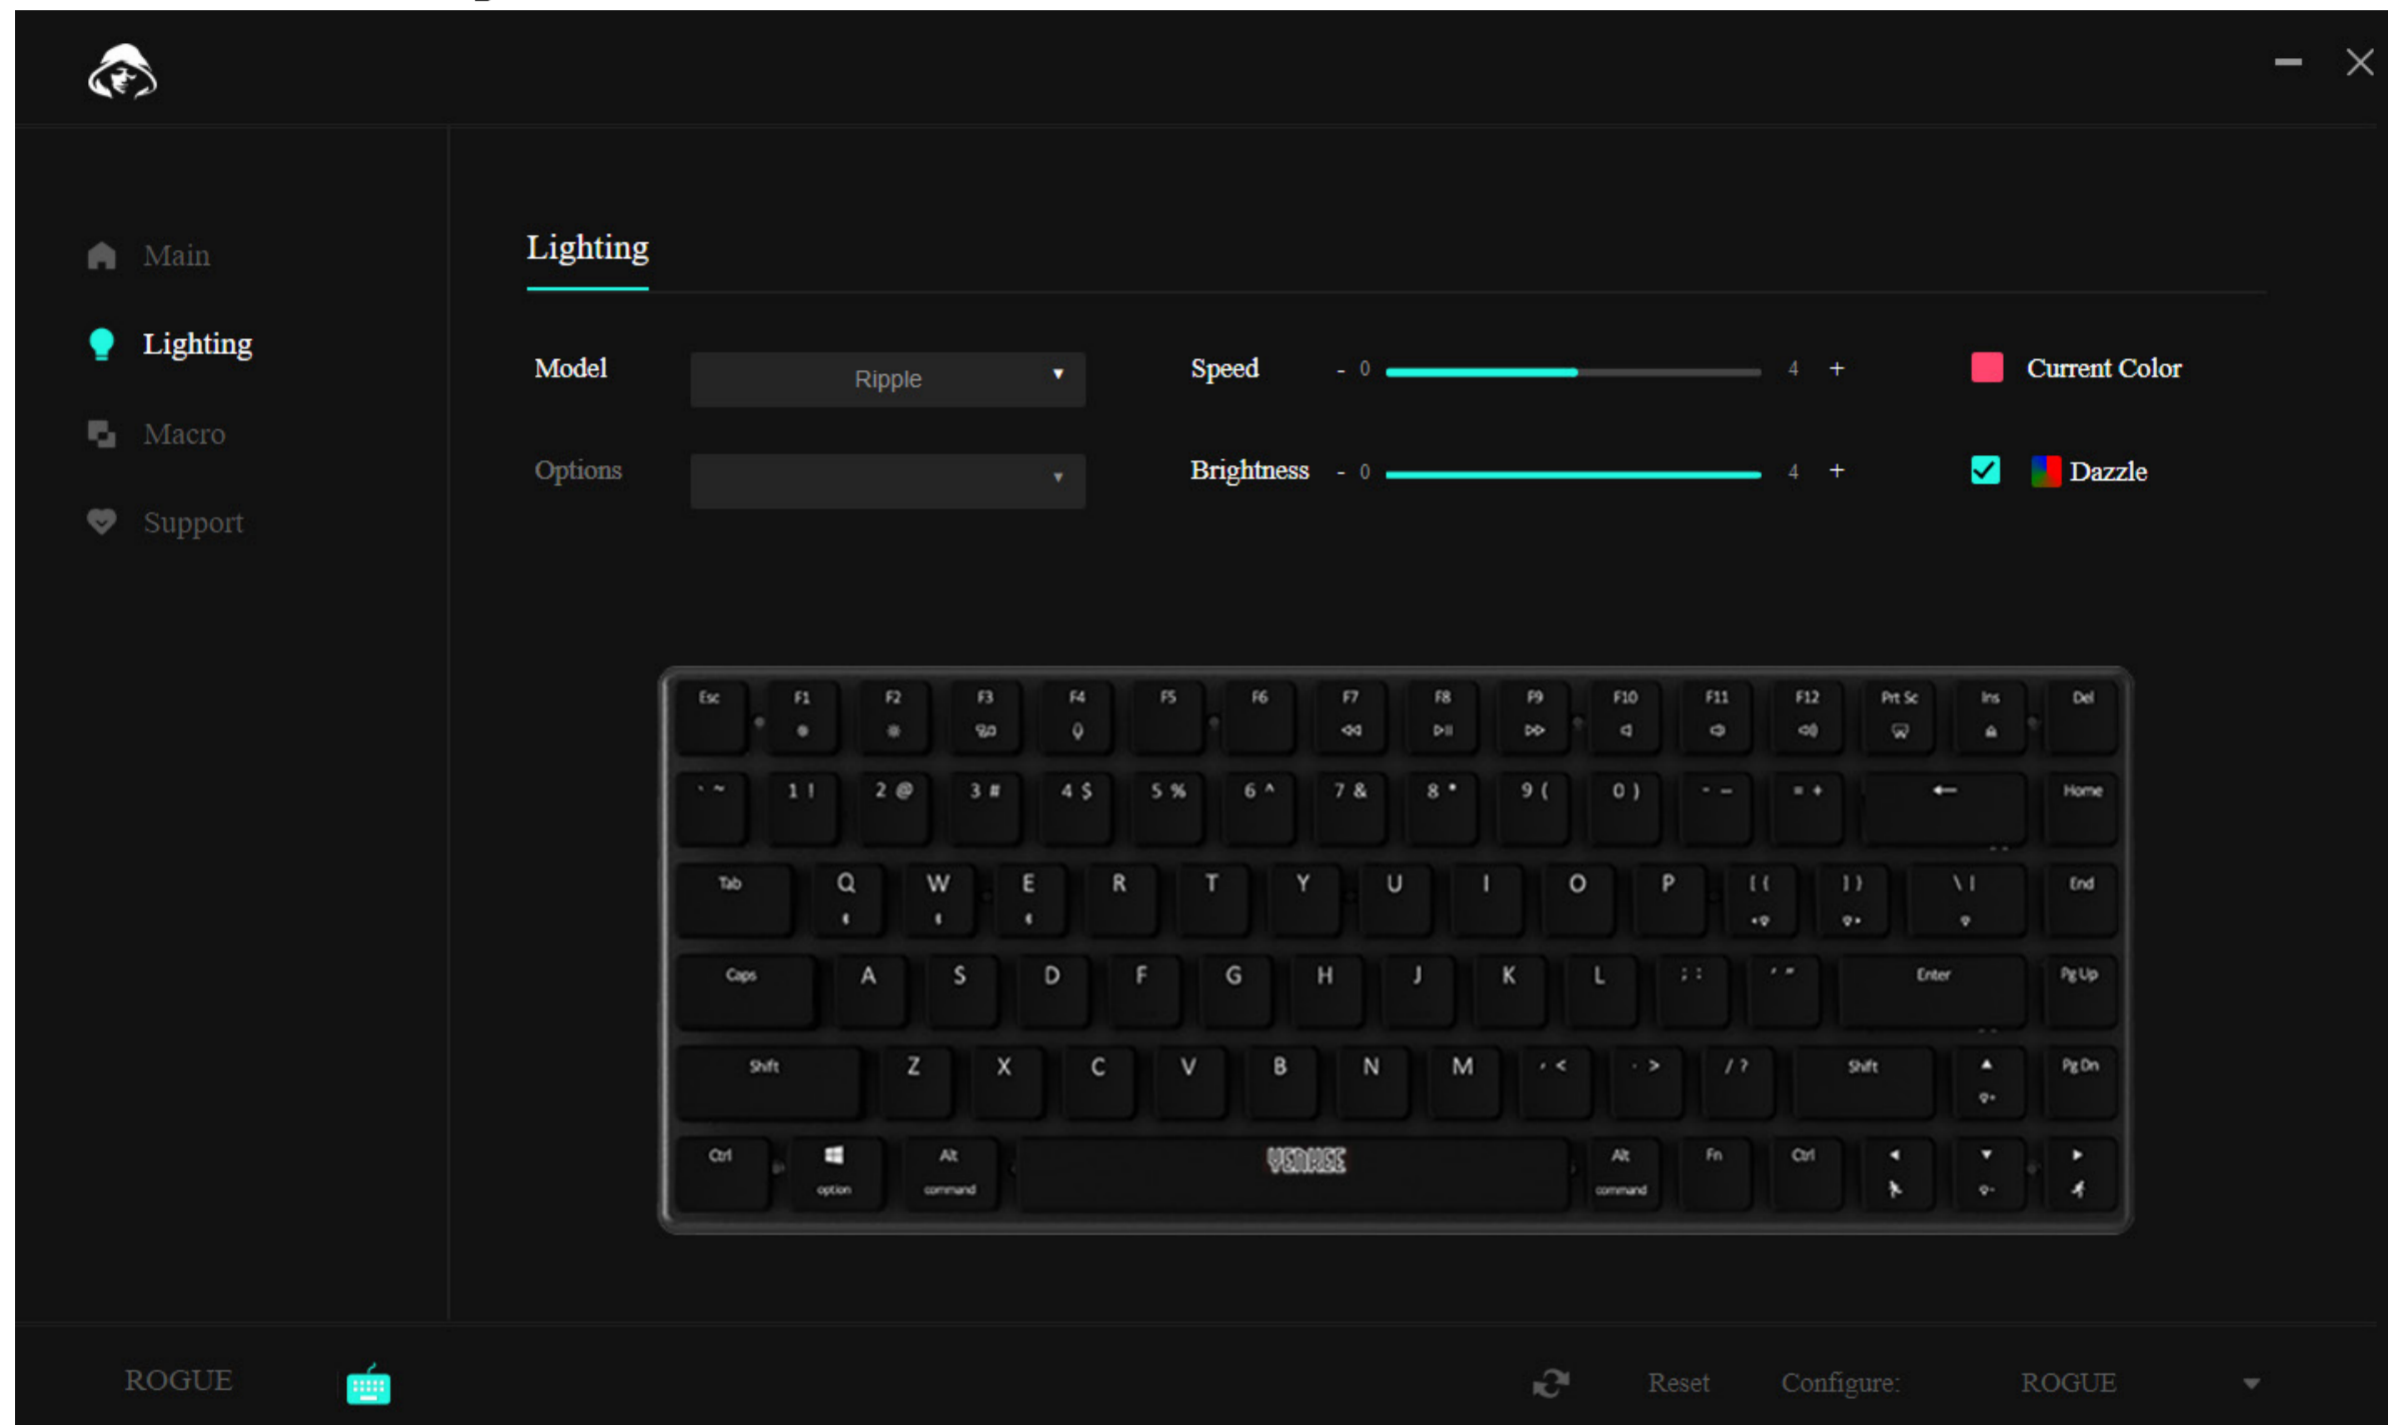 Main
Lighting
Macro
Support
Lighting
Model Ripple Speed - 0 4 + Current Color
Options Brightness - 0 4 + Dazzle
Esc F1 F2 F3 F4 F5 F6 F7 F8 F9 F10 F11 F12 Prt Sc Ins Del
` ~ 1 ! 2 @ 3 # 4 $ 5 % 6 ^ 7 & 8 * 9 ( 0 ) - – = + ← Home
Tab Q W E R T Y U I O P [ { ] } \ | End
Caps A S D F G H J K L ; : ' " Enter Pg Up
Shift Z X C V B N M , < . > / ? Shift Pg Dn
Ctrl Alt YENKEE Alt Fn Ctrl
option command command
ROGUE Reset Configure: ROGUE